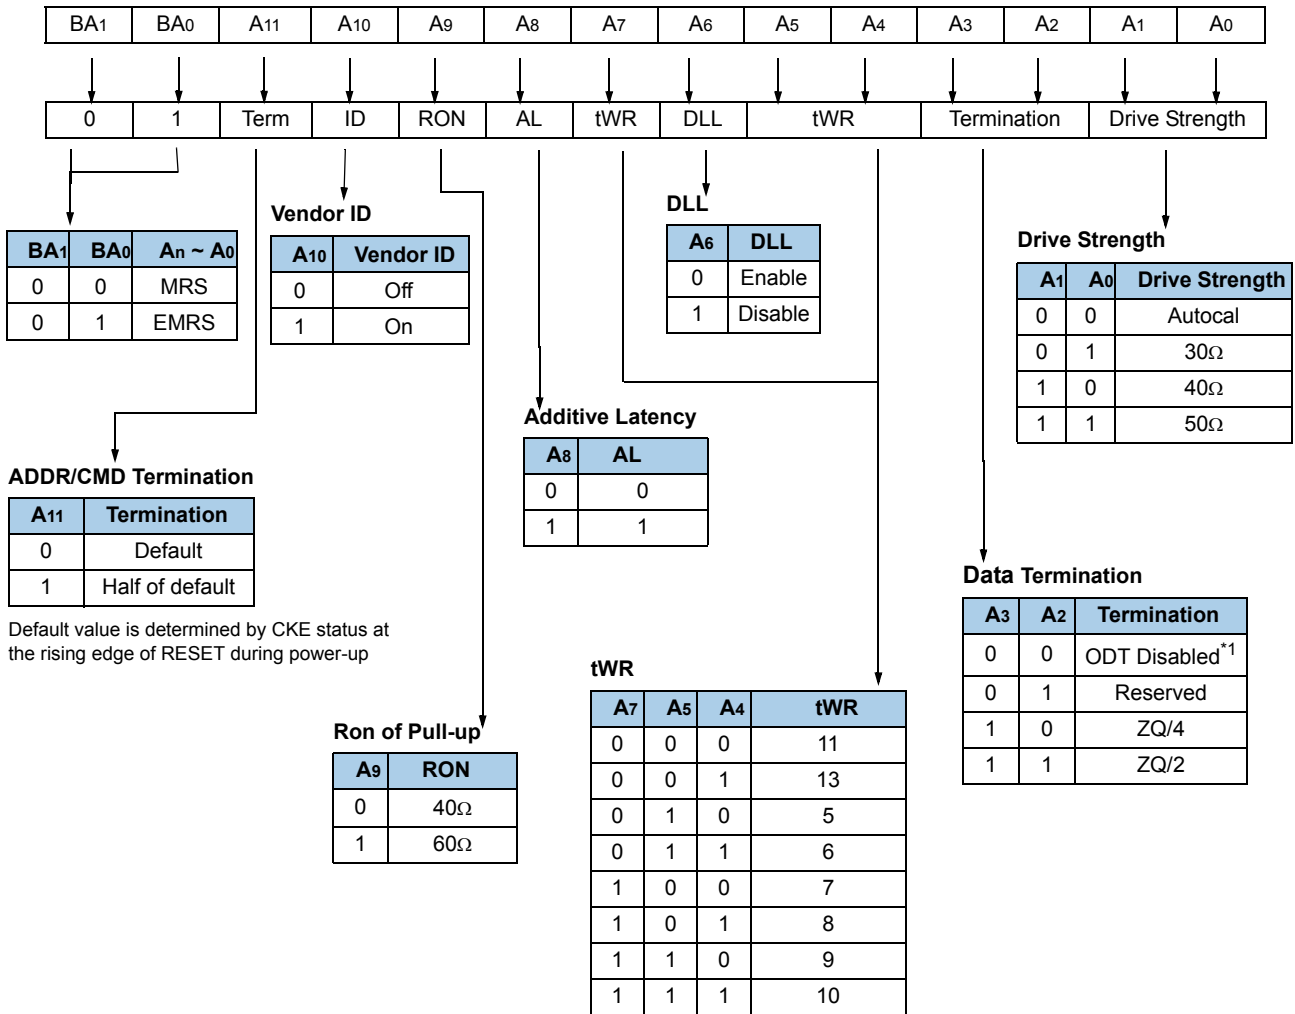 BA1 BA0 A11 A10 A9 A8 A7 A6 A5 A4 A3 A2 A1 A0
0 1 Term ID RON AL tWR DLL tWR Termination Drive Strength
BA1 BA0 An ~ A0
0 0 MRS
0 1 EMRS
Vendor ID
A10 Vendor ID
0 Off
1 On
DLL
A6 DLL
0 Enable
1 Disable
Drive Strength
A1 A0 Drive Strength
0 0 Autocal
0 1 30Ω
1 0 40Ω
1 1 50Ω
ADDR/CMD Termination
A11 Termination
0 Default
1 Half of default
Default value is determined by CKE status at
the rising edge of RESET during power-up
Additive Latency
A8 AL
0 0
1 1
Data Termination
A3 A2 Termination
0 0 ODT Disabled*1
0 1 Reserved
1 0 ZQ/4
1 1 ZQ/2
Ron of Pull-up
A9 RON
0 40Ω
1 60Ω
tWR
A7 A5 A4 tWR
0 0 0 11
0 0 1 13
0 1 0 5
0 1 1 6
1 0 0 7
1 0 1 8
1 1 0 9
1 1 1 10